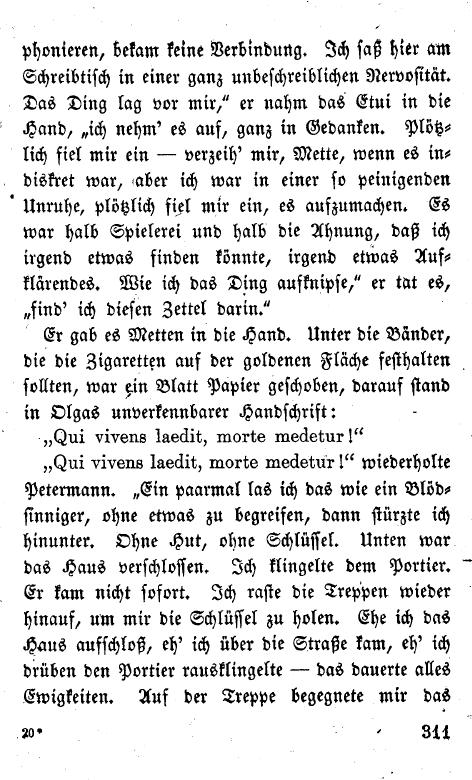 phonieren, bekam keine Verbindung. Ich saß hier am
Schreibtisch in einer ganz unbeschreiblichen Nervosität.
Das Ding lag vor mir,“ er nahm das Etui in die
Hand, „ich nehm’ es auf, ganz in Gedanken. Plötz-
lich fiel mir ein — verzeih’ mir, Mette, wenn es in-
diskret war, aber ich war in einer so peinigenden
Unruhe, plötzlich fiel mir ein, es aufzumachen. Es
war halb Spielerei und halb die Ahnung, daß ich
irgend etwas finden könnte, irgend etwas Auf-
klärendes. Wie ich das Ding aufknipse,“ er tat es,
„find’ ich diesen Zettel darin.“
Er gab es Metten in die Hand. Unter die Bänder,
die die Zigaretten auf der goldenen Fläche festhalten
sollten, war ein Blatt Papier geschoben, darauf stand
in Olgas unverkennbarer Handschrift:
„Qui vivens laedit, morte medetur!“
„Qui vivens laedit, morte medetur!“ wiederholte
Petermann. „Ein paarmal las ich das wie ein Blöd-
sinniger, ohne etwas zu begreifen, dann stürzte ich
hinunter. Ohne Hut, ohne Schlüssel. Unten war
das Haus verschlossen. Ich klingelte dem Portier.
Er kam nicht sofort. Ich raste die Treppen wieder
hinauf, um mir die Schlüssel zu holen. Ehe ich das
Haus aufschloß, eh’ ich über die Straße kam, eh’ ich
drüben den Portier rausklingelte — das dauerte alles
Ewigkeiten. Auf der Treppe begegnete mir das
20* 311